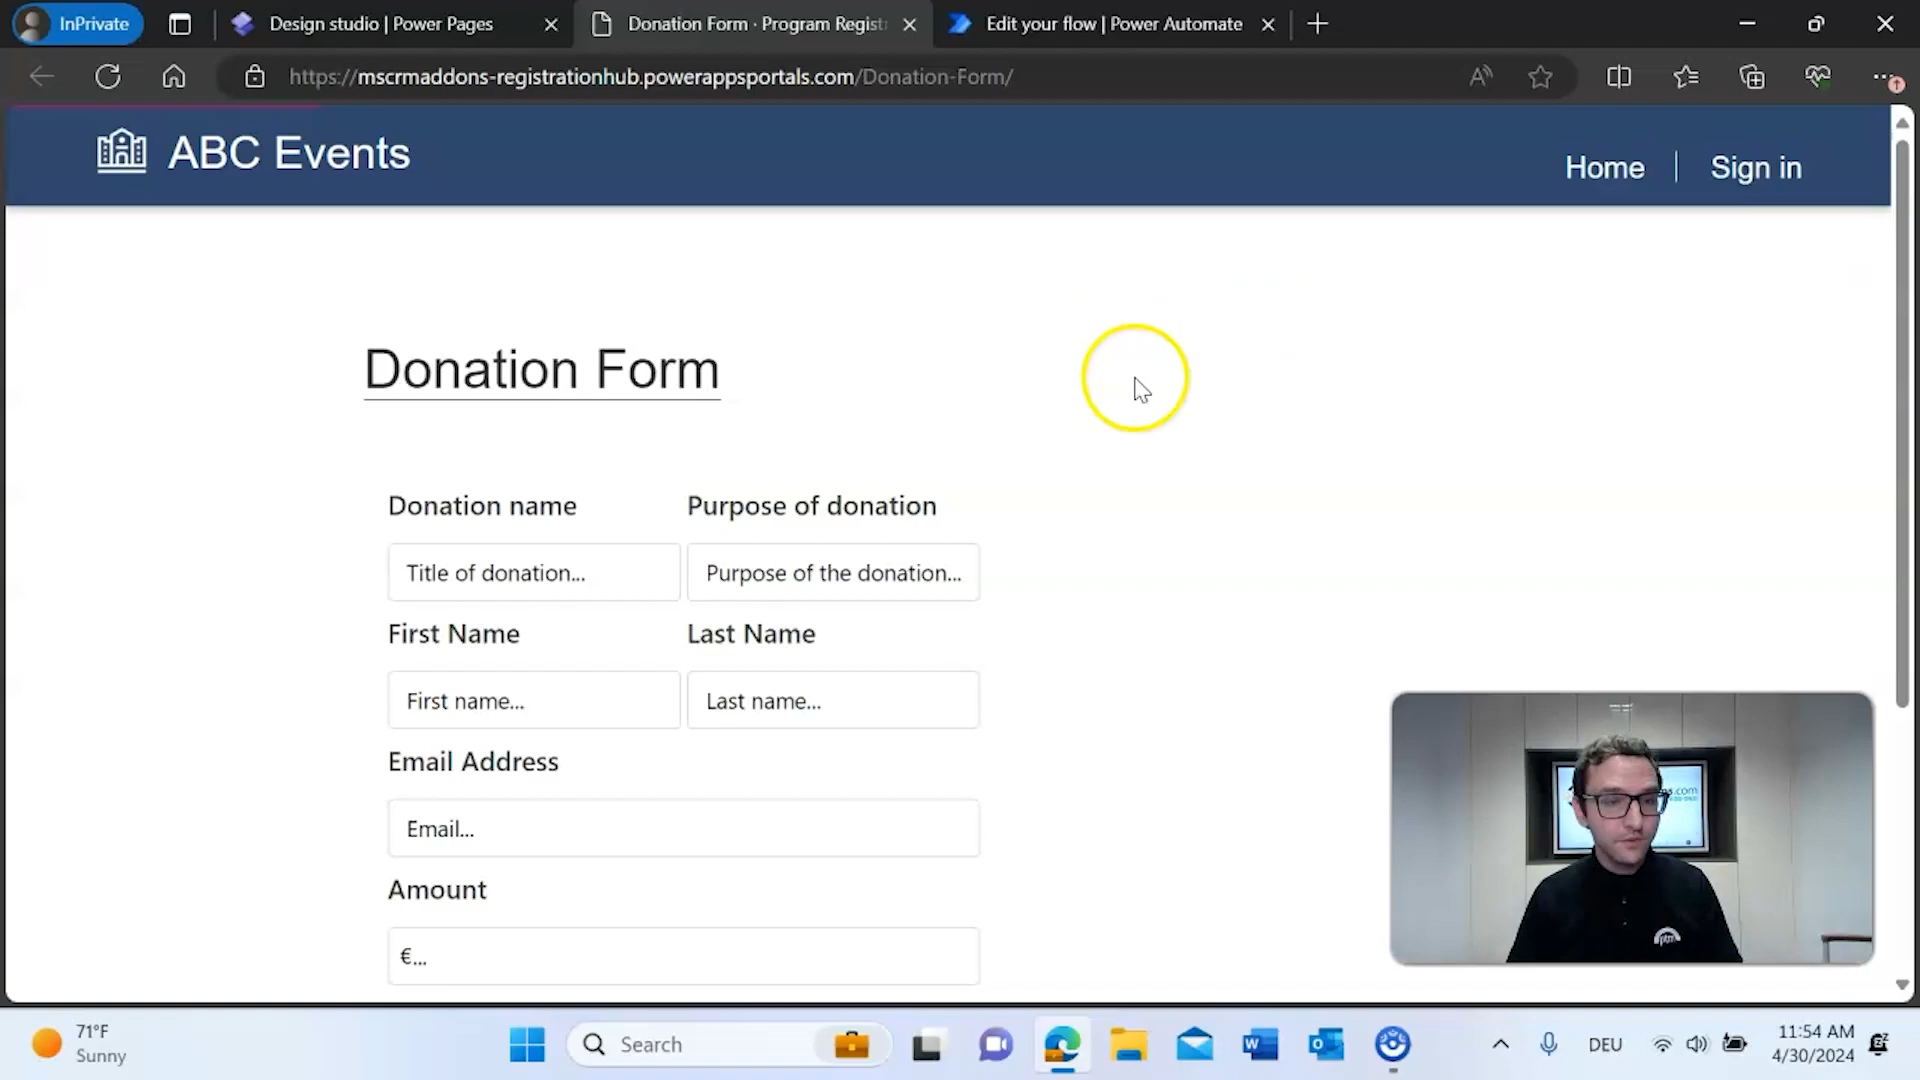 InPrivate
Design studio | Power Pages
Donation Form · Program Registr
Edit your flow | Power Automate
https://mscrmaddons-registrationhub.powerappsportals.com/Donation-Form/
ABC Events
Home
Sign in
Donation Form
Donation name
Purpose of donation
Title of donation...
Purpose of the donation...
First Name
Last Name
First name...
Last name...
Email Address
Email...
Amount
€...
.com
ptm
71°F
Sunny
Search
DEU
11:54 AM
4/30/2024